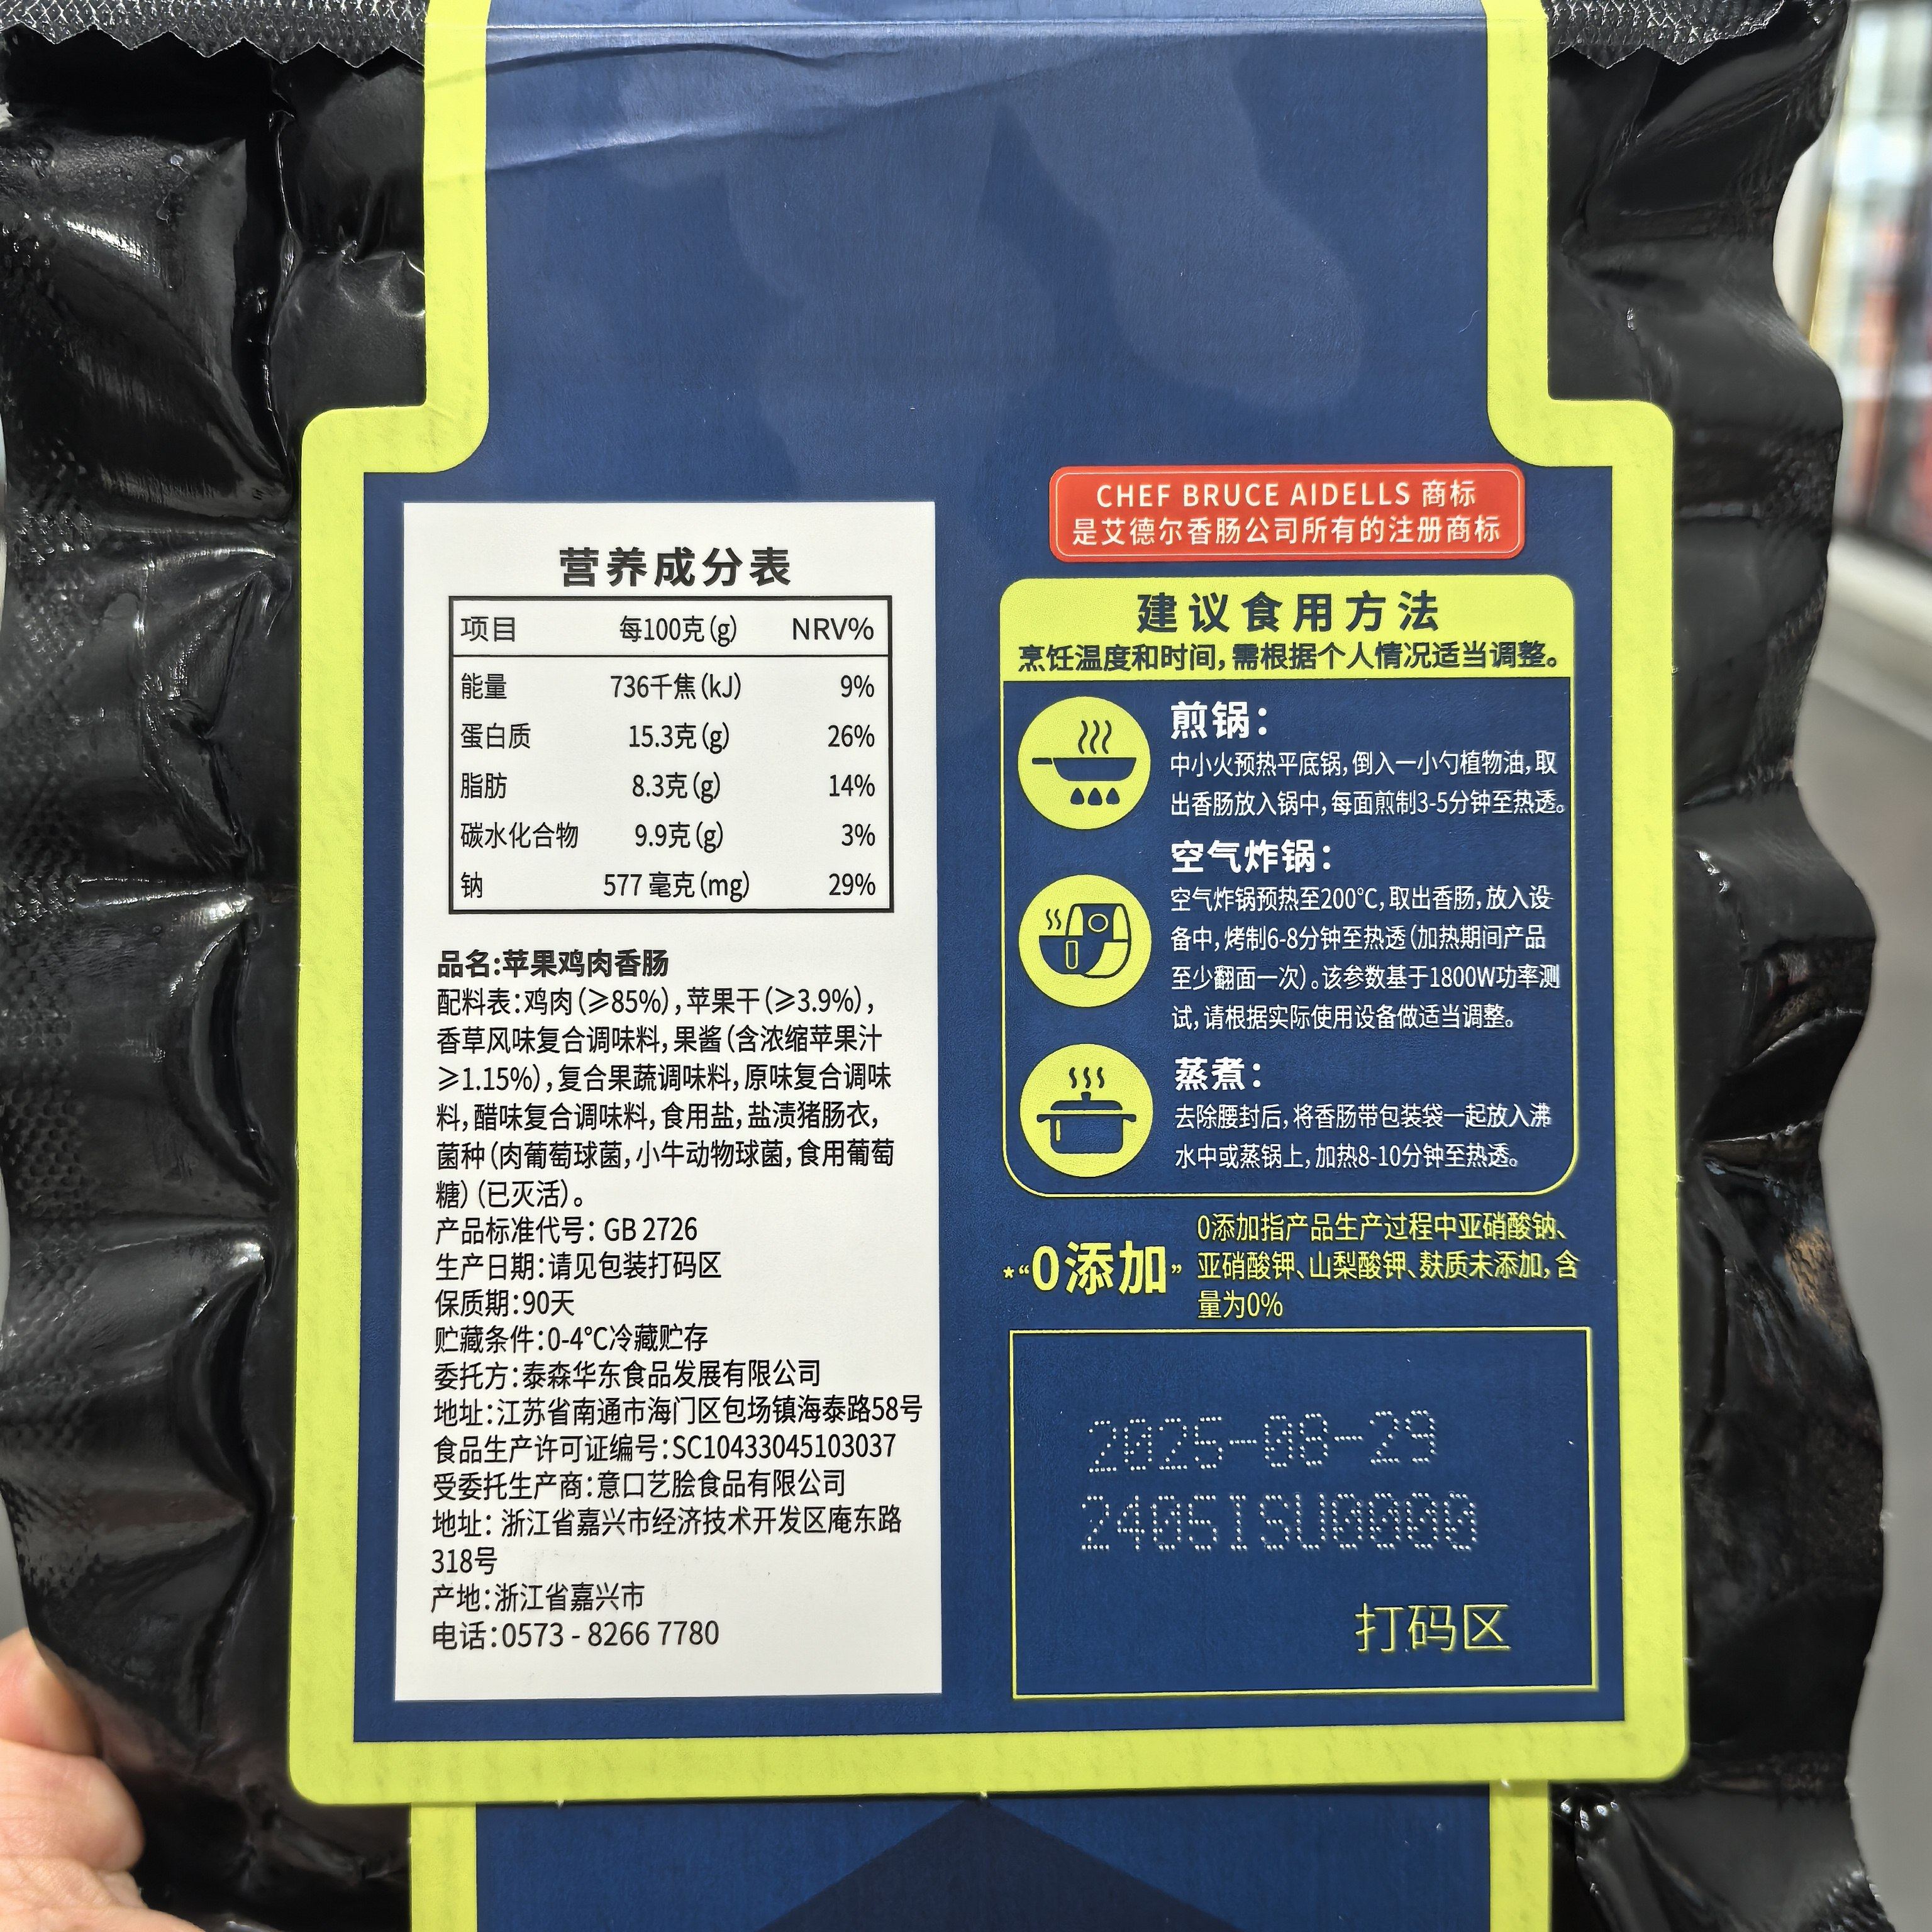 营养成分表
项目 每100克(g) NRV%
能量 736千焦(kJ) 9%
蛋白质 15.3克(g) 26%
脂肪 8.3克(g) 14%
碳水化合物 9.9克(g) 3%
钠 577 毫克(mg) 29%
品名:苹果鸡肉香肠
配料表:鸡肉(≥85%),苹果干(≥3.9%),
香草风味复合调味料,果酱(含浓缩苹果汁
≥1.15%),复合果蔬调味料,原味复合调味
料,醋味复合调味料,食用盐,盐渍猪肠衣,
菌种(肉葡萄球菌,小牛动物球菌,食用葡萄
糖)(已灭活)。
产品标准代号: GB 2726
生产日期:请见包装打码区
保质期:90天
贮藏条件:0-4℃冷藏贮存
委托方:泰森华东食品发展有限公司
地址:江苏省南通市海门区包场镇海泰路58号
食品生产许可证编号:SC10433045103037
受委托生产商:意口艺脍食品有限公司
地址: 浙江省嘉兴市经济技术开发区庵东路
318号
产地:浙江省嘉兴市
电话:0573 - 8266 7780
CHEF BRUCE AIDELLS 商标
是艾德尔香肠公司所有的注册商标
建议食用方法
烹饪温度和时间,需根据个人情况适当调整。
煎锅:
中小火预热平底锅,倒入一小勺植物油,取
出香肠放入锅中,每面煎制3-5分钟至热透。
空气炸锅:
空气炸锅预热至200℃,取出香肠,放入设
备中,烤制6-8分钟至热透(加热期间产品
至少翻面一次)。该参数基于1800W功率测
试,请根据实际使用设备做适当调整。
蒸煮:
去除腰封后,将香肠带包装袋一起放入沸
水中或蒸锅上,加热8-10分钟至热透。
*“0添加”
0添加指产品生产过程中亚硝酸钠、
亚硝酸钾、山梨酸钾、麸质未添加,含
量为0%
2025-08-29
2405ISU0000
打码区